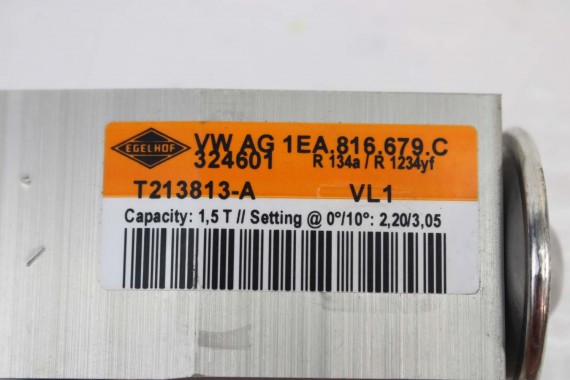 EGELHOF
VW AG 1EA.816.679.C
324601 R 134a / R 1234yf
T213813-A VL1
Capacity: 1,5 T // Setting @ 0°/10°: 2,20/3,05